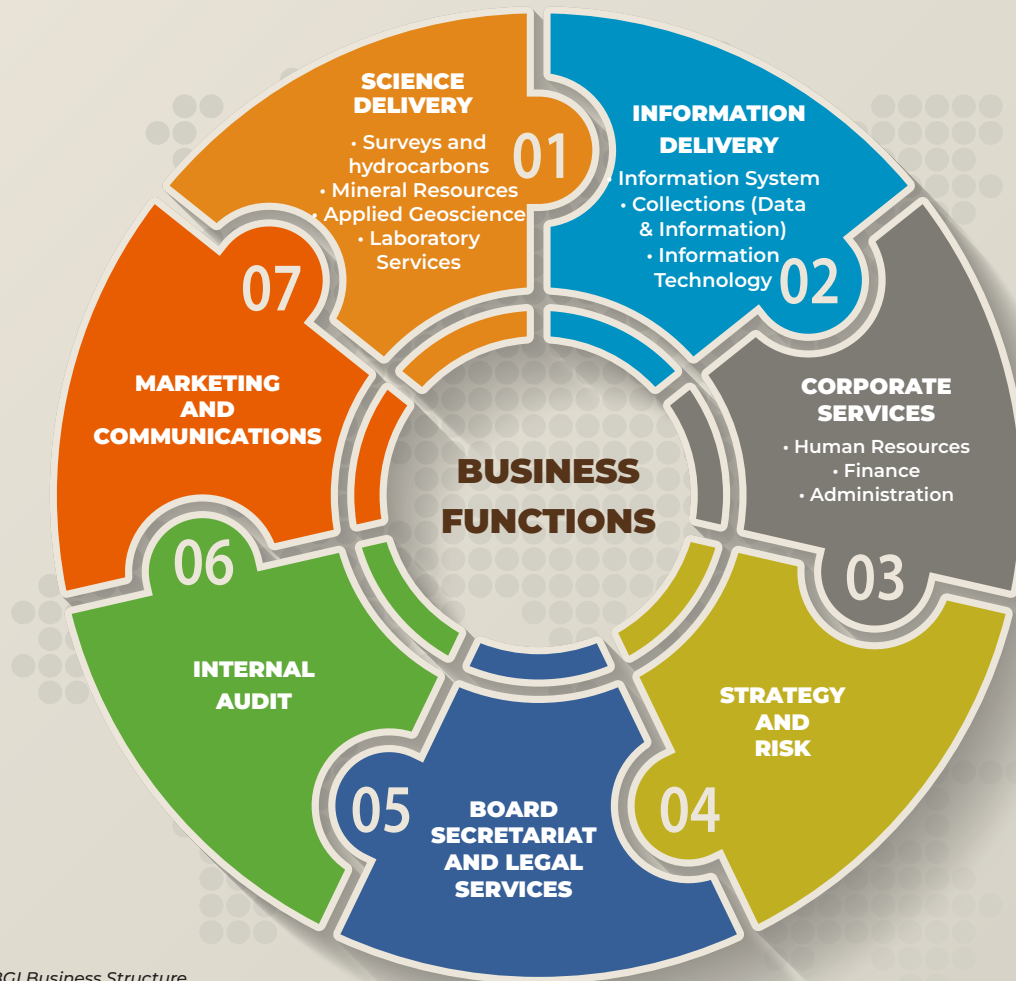 SCIENCE
DELIVERY
• Surveys and
hydrocarbons
• Mineral Resources
• Applied Geoscience
• Laboratory
Services
01
INFORMATION
DELIVERY
• Information System
• Collections (Data
& Information)
• Information
Technology
02
CORPORATE
SERVICES
• Human Resources
• Finance
• Administration
03
STRATEGY
AND
RISK
04
BOARD
SECRETARIAT
AND LEGAL
SERVICES
05
INTERNAL
AUDIT
06
MARKETING
AND
COMMUNICATIONS
07
BUSINESS
FUNCTIONS
BGI Business Structure